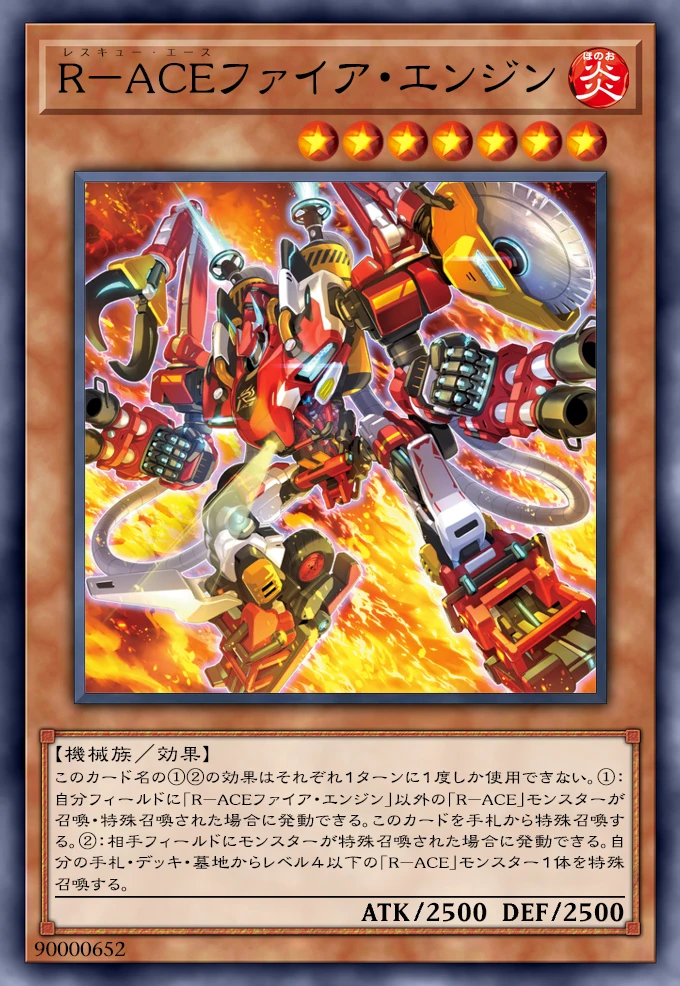 レスキュー・エース
R－ACEファイア・エンジン
ほのお
炎
【機械族／効果】
このカード名の①②の効果はそれぞれ1ターンに1度しか使用できない。①：
自分フィールドに「R－ACEファイア・エンジン」以外の「R－ACE」モンスターが
召喚・特殊召喚された場合に発動できる。このカードを手札から特殊召喚す
る。②：相手フィールドにモンスターが特殊召喚された場合に発動できる。自
分の手札・デッキ・墓地からレベル4以下の「R－ACE」モンスター1体を特殊
召喚する。
ATK/2500 DEF/2500
90000652